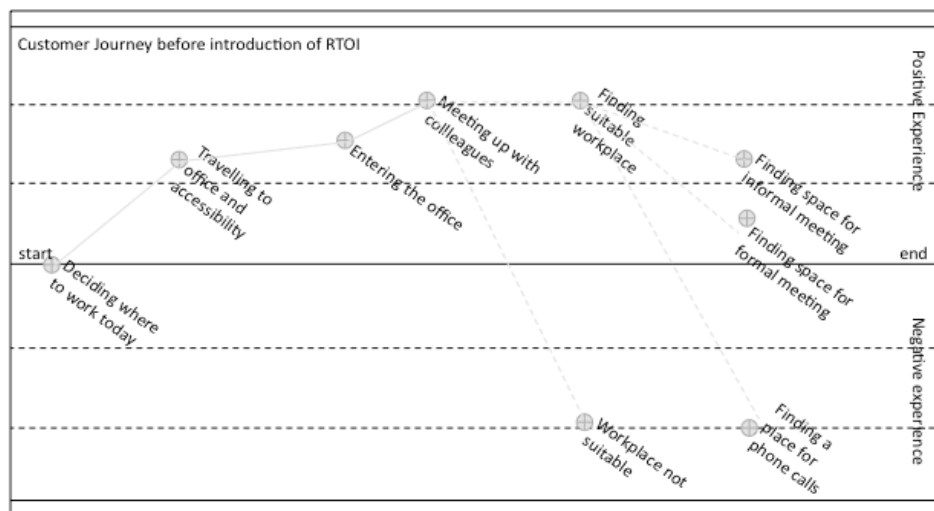 Customer Journey before introduction of RTOI
Positive Experience
Finding
suitable
workplace
Meeting up with
colleagues
Travelling to
office and
accessibility
Entering the office
Finding space for
informal meeting
Finding space for
formal meeting
start
end
Deciding where
to work today
Negative experience
Workplace not
suitable
Finding a
place for
phone calls